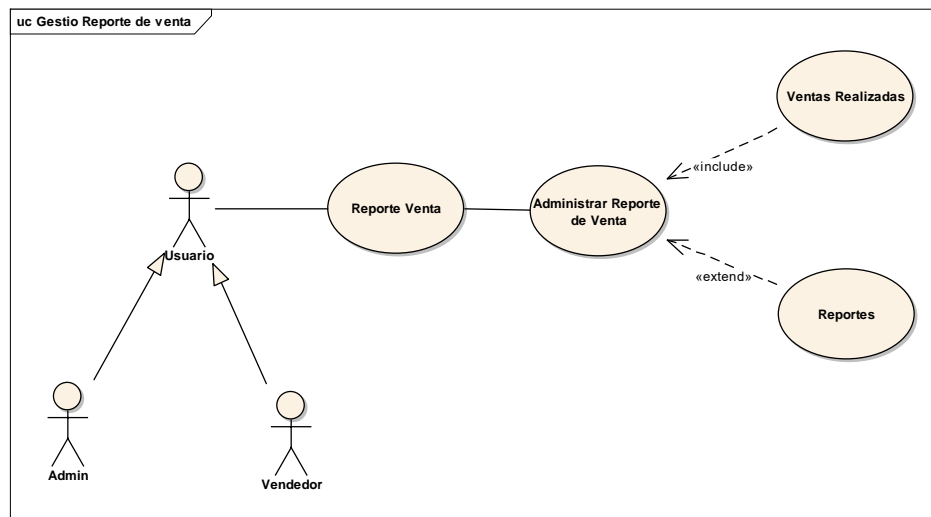 uc Gestio Reporte de venta
Ventas Realizadas
«include»
Usuario
Reporte Venta
Administrar Reporte
de Venta
«extend»
Reportes
Admin
Vendedor